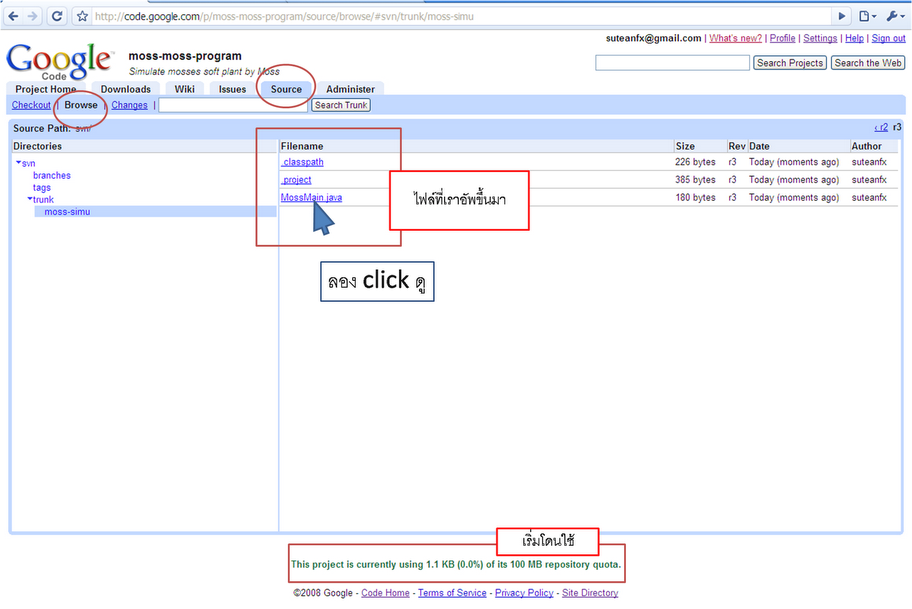 http://code.google.com/p/moss-moss-program/source/browse/#svn/trunk/moss-simu
suteanfx@gmail.com | What's new? | Profile | Settings | Help | Sign out
Google
Code
moss-moss-program
Simulate mosses soft plant by Moss
Search Projects Search the Web
Project Home Downloads Wiki Issues Source Administer
Checkout | Browse | Changes | Search Trunk
Source Path: svn/ ‹ r2 r3
Directories Filename Size Rev Date Author
svn
branches
tags
trunk
moss-simu
.classpath 226 bytes r3 Today (moments ago) suteanfx
.project 385 bytes r3 Today (moments ago) suteanfx
MossMain.java 180 bytes r3 Today (moments ago) suteanfx
ไฟล์ที่เราอัพขึ้นมา
ลอง click ดู
เริ่มโดนใช้
This project is currently using 1.1 KB (0.0%) of its 100 MB repository quota.
©2008 Google - Code Home - Terms of Service - Privacy Policy - Site Directory